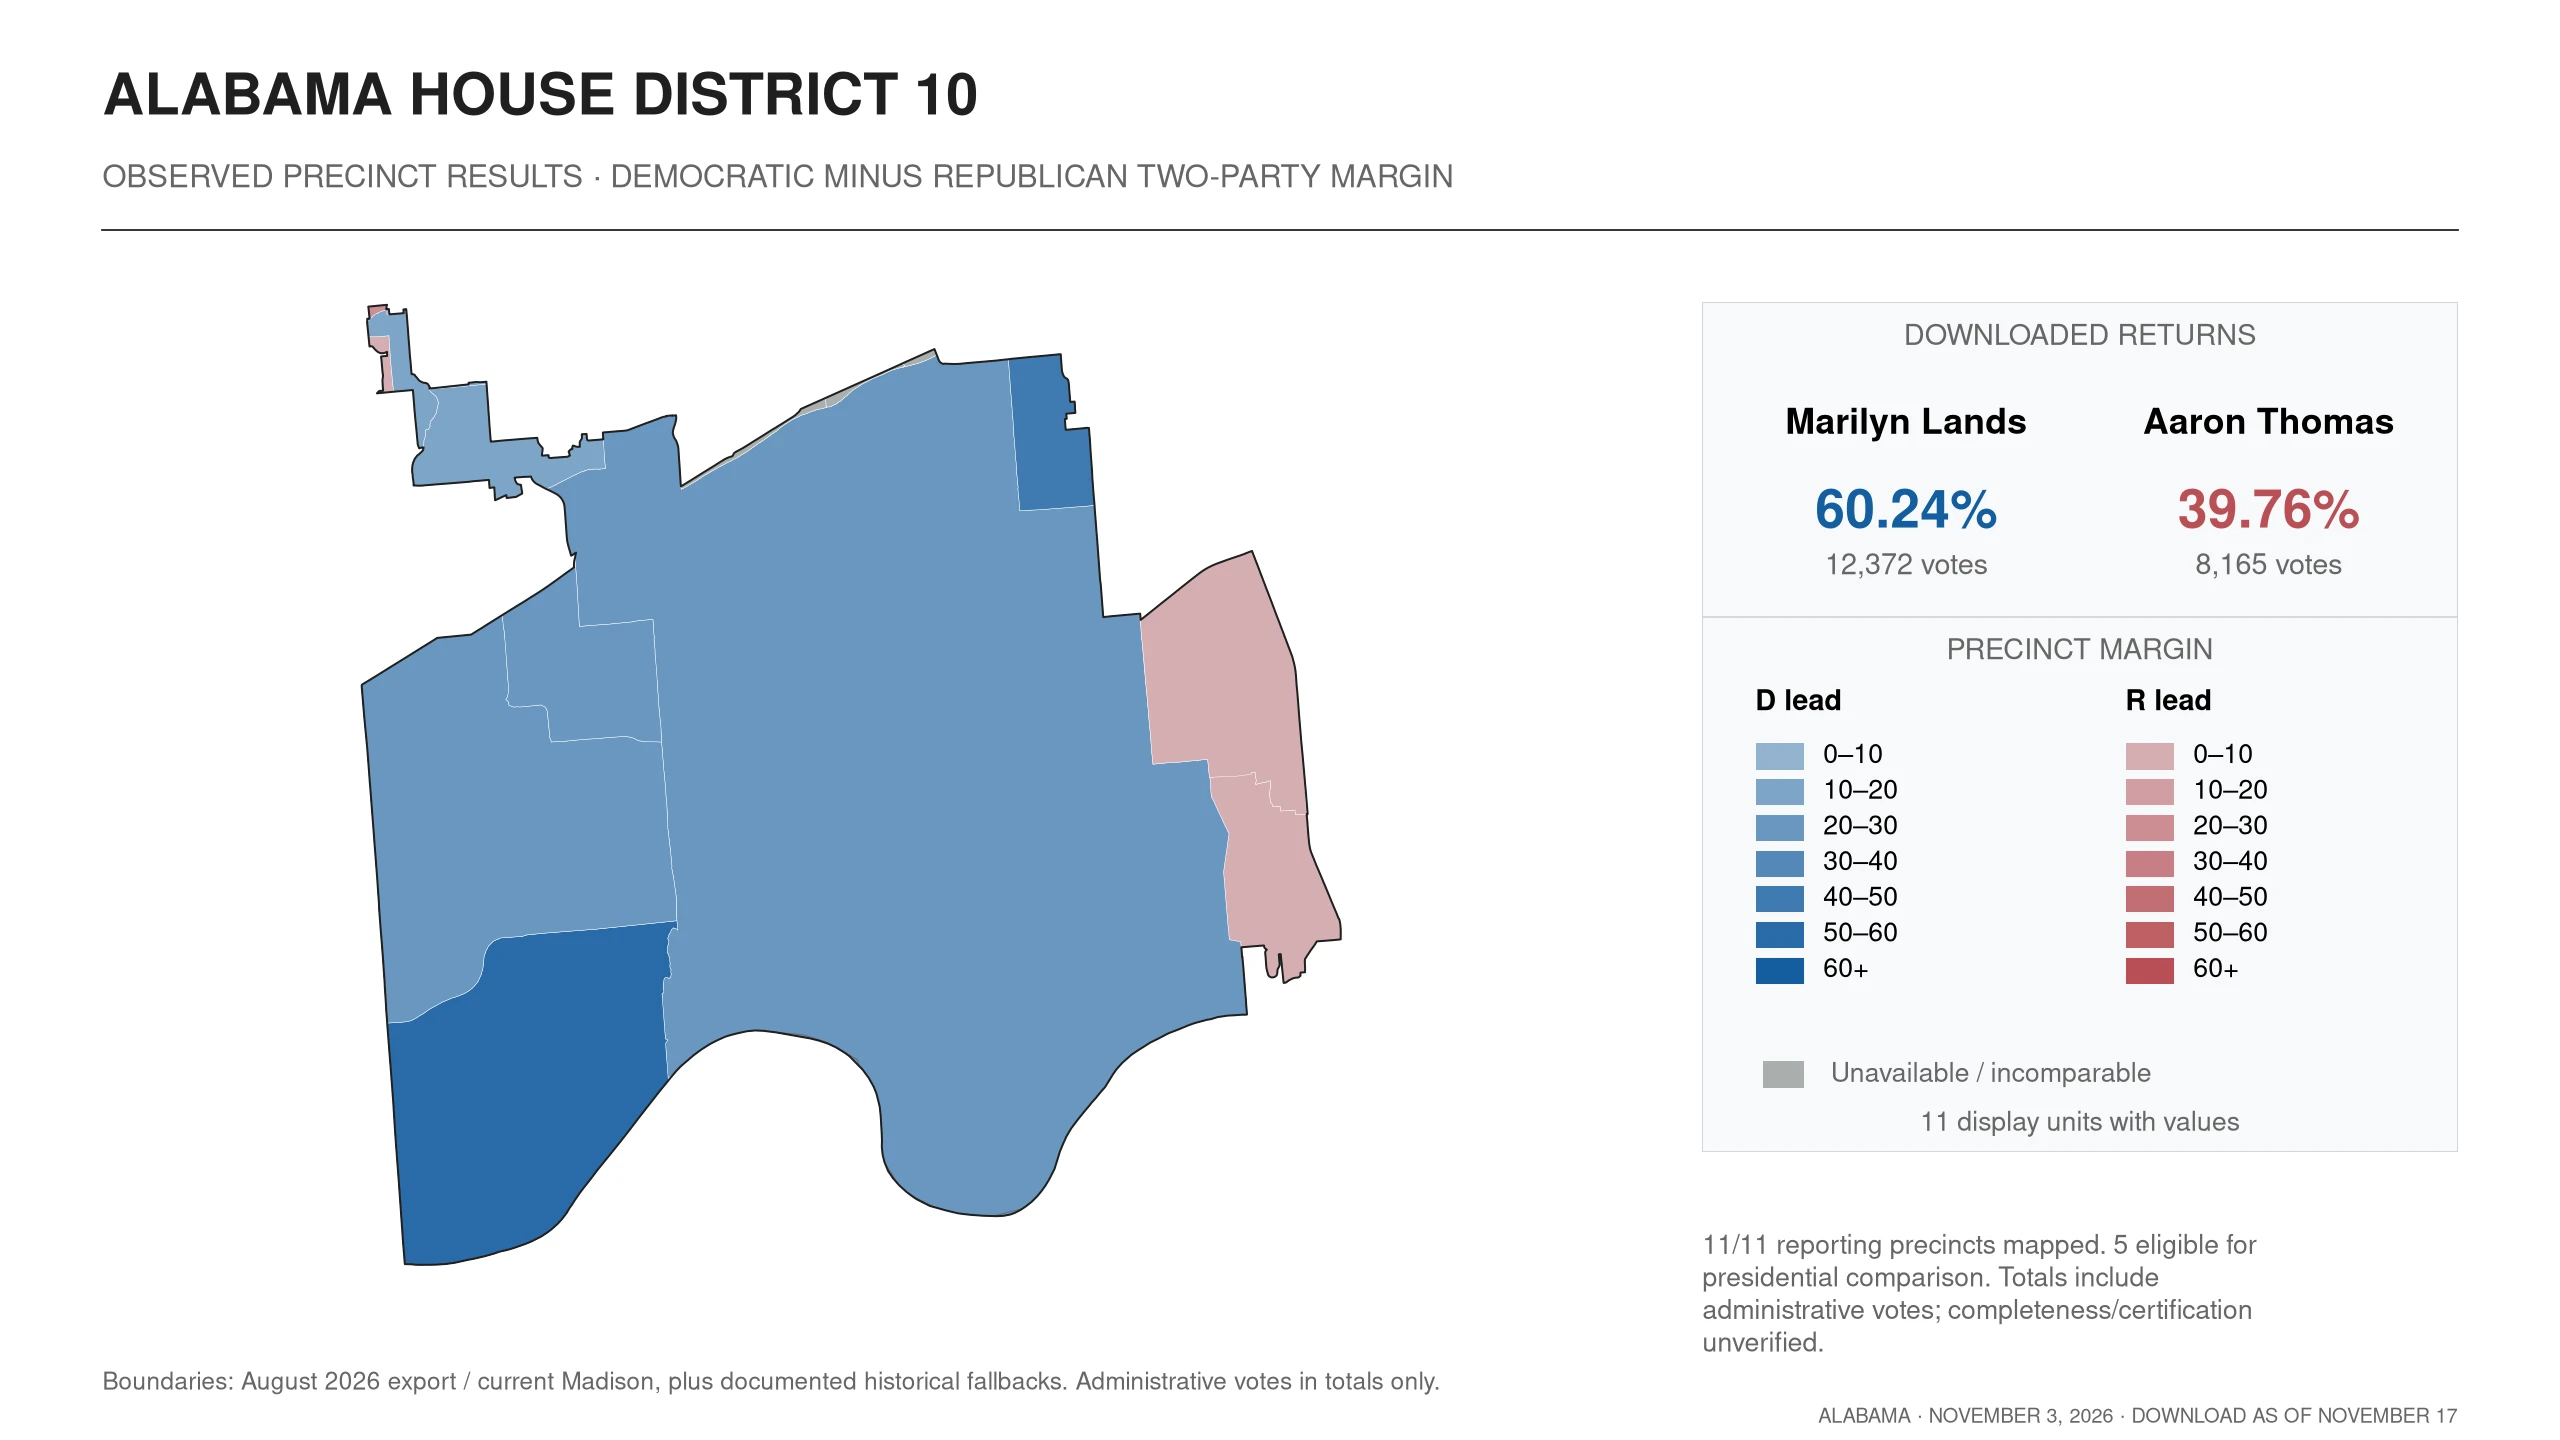 ALABAMA HOUSE DISTRICT 10
OBSERVED PRECINCT RESULTS · DEMOCRATIC MINUS REPUBLICAN TWO-PARTY MARGIN
DOWNLOADED RETURNS
Marilyn Lands
60.24%
12,372 votes
Aaron Thomas
39.76%
8,165 votes
PRECINCT MARGIN
D lead
0–10
10–20
20–30
30–40
40–50
50–60
60+
R lead
0–10
10–20
20–30
30–40
40–50
50–60
60+
Unavailable / incomparable
11 display units with values
11/11 reporting precincts mapped. 5 eligible for
presidential comparison. Totals include
administrative votes; completeness/certification
unverified.
Boundaries: August 2026 export / current Madison, plus documented historical fallbacks. Administrative votes in totals only.
ALABAMA · NOVEMBER 3, 2026 · DOWNLOAD AS OF NOVEMBER 17